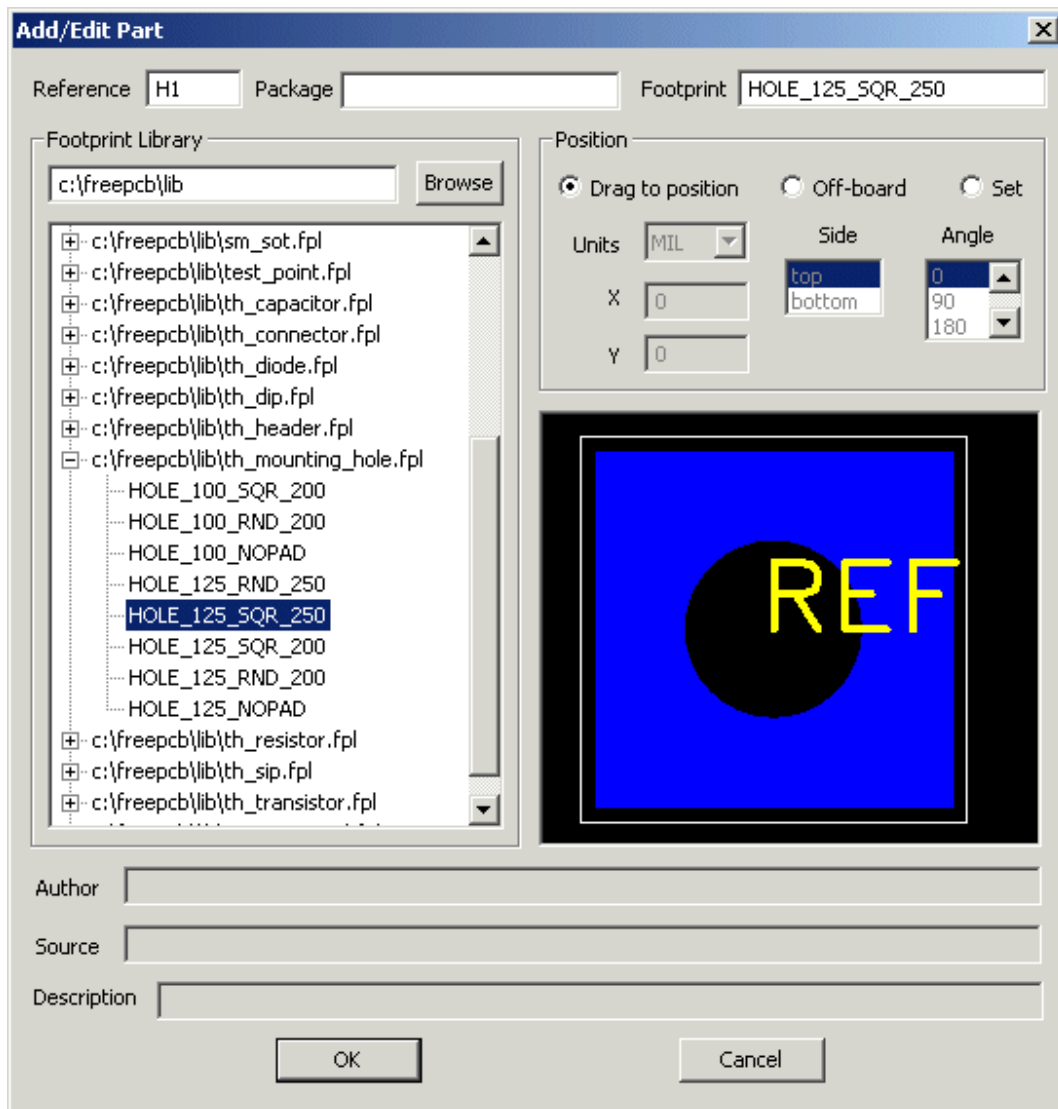 Add/Edit Part
Reference H1 Package Footprint HOLE_125_SQR_250
Footprint Library
c:\freepcb\lib Browse
c:\freepcb\lib\sm_sot.fpl
c:\freepcb\lib\test_point.fpl
c:\freepcb\lib\th_capacitor.fpl
c:\freepcb\lib\th_connector.fpl
c:\freepcb\lib\th_diode.fpl
c:\freepcb\lib\th_dip.fpl
c:\freepcb\lib\th_header.fpl
c:\freepcb\lib\th_mounting_hole.fpl
HOLE_100_SQR_200
HOLE_100_RND_200
HOLE_100_NOPAD
HOLE_125_RND_250
HOLE_125_SQR_250
HOLE_125_SQR_200
HOLE_125_RND_200
HOLE_125_NOPAD
c:\freepcb\lib\th_resistor.fpl
c:\freepcb\lib\th_sip.fpl
c:\freepcb\lib\th_transistor.fpl
Position
Drag to position Off-board Set
Units MIL Side Angle
X 0 top 0
bottom 90
Y 0 180
REF
Author
Source
Description
OK Cancel